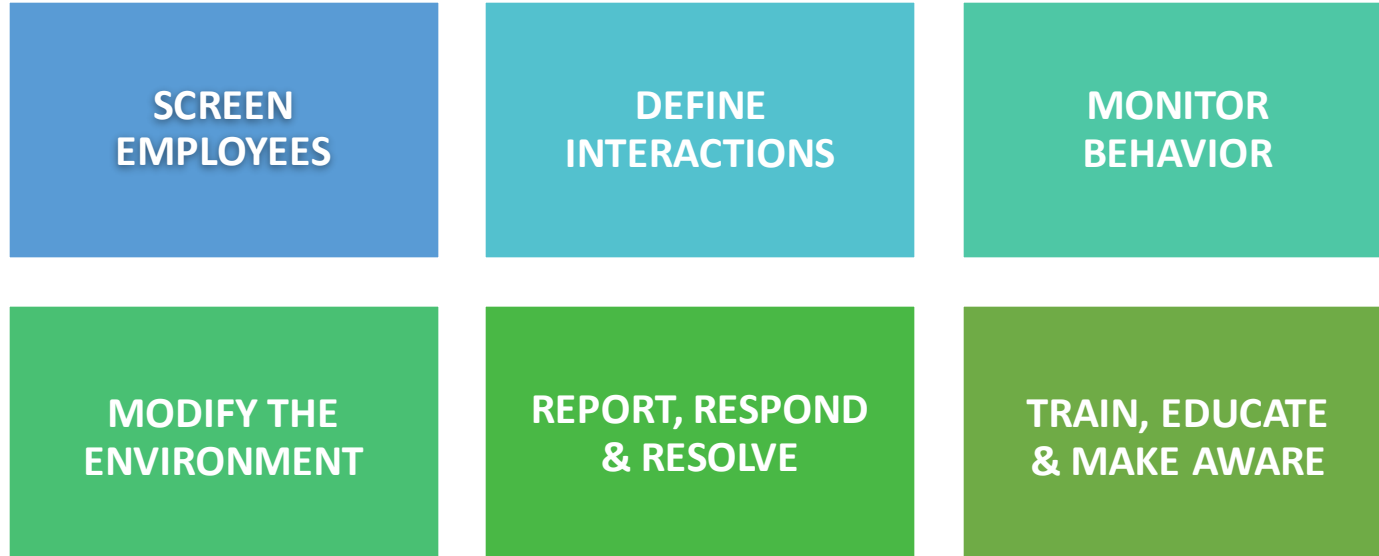 SCREEN
EMPLOYEES
DEFINE
INTERACTIONS
MONITOR
BEHAVIOR
MODIFY THE
ENVIRONMENT
REPORT, RESPOND
& RESOLVE
TRAIN, EDUCATE
& MAKE AWARE